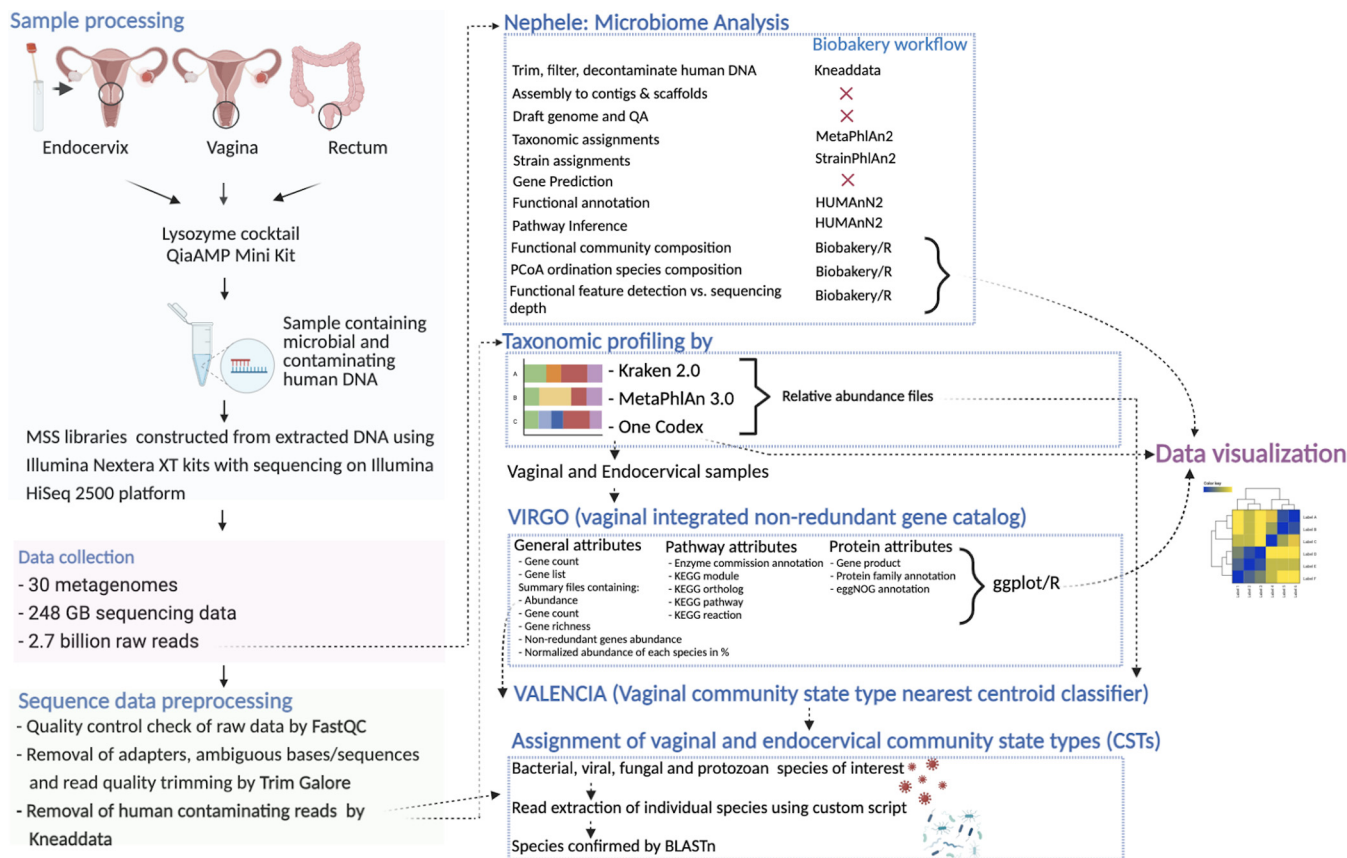 Sample processing
Endocervix
Vagina
Rectum
Lysozyme cocktail
QiaAMP Mini Kit
Sample containing
microbial and
contaminating
human DNA
MSS libraries constructed from extracted DNA using
Illumina Nextera XT kits with sequencing on Illumina
HiSeq 2500 platform
Data collection
- 30 metagenomes
- 248 GB sequencing data
- 2.7 billion raw reads
Sequence data preprocessing
- Quality control check of raw data by FastQC
- Removal of adapters, ambiguous bases/sequences
and read quality trimming by Trim Galore
- Removal of human contaminating reads by
Kneaddata
Nephele: Microbiome Analysis
Biobakery workflow
Trim, filter, decontaminate human DNA Kneaddata
Assembly to contigs & scaffolds
Draft genome and QA
Taxonomic assignments MetaPhlAn2
Strain assignments StrainPhlAn2
Gene Prediction
Functional annotation HUMAnN2
Pathway Inference HUMAnN2
Functional community composition Biobakery/R
PCoA ordination species composition Biobakery/R
Functional feature detection vs. sequencing Biobakery/R
depth
Taxonomic profiling by
A
B
C
- Kraken 2.0
- MetaPhlAn 3.0
- One Codex
Relative abundance files
Vaginal and Endocervical samples
VIRGO (vaginal integrated non-redundant gene catalog)
General attributes
- Gene count
- Gene list
Summary files containing:
- Abundance
- Gene count
- Gene richness
- Non-redundant genes abundance
- Normalized abundance of each species in %
Pathway attributes
- Enzyme commission annotation
- KEGG module
- KEGG ortholog
- KEGG pathway
- KEGG reaction
Protein attributes
- Gene product
- Protein family annotation
- eggNOG annotation
ggplot/R
VALENCIA (Vaginal community state type nearest centroid classifier)
Assignment of vaginal and endocervical community state types (CSTs)
Bacterial, viral, fungal and protozoan species of interest
Read extraction of individual species using custom script
Species confirmed by BLASTn
Data visualization
Color key
Label A
Label B
Label C
Label D
Label E
Label F